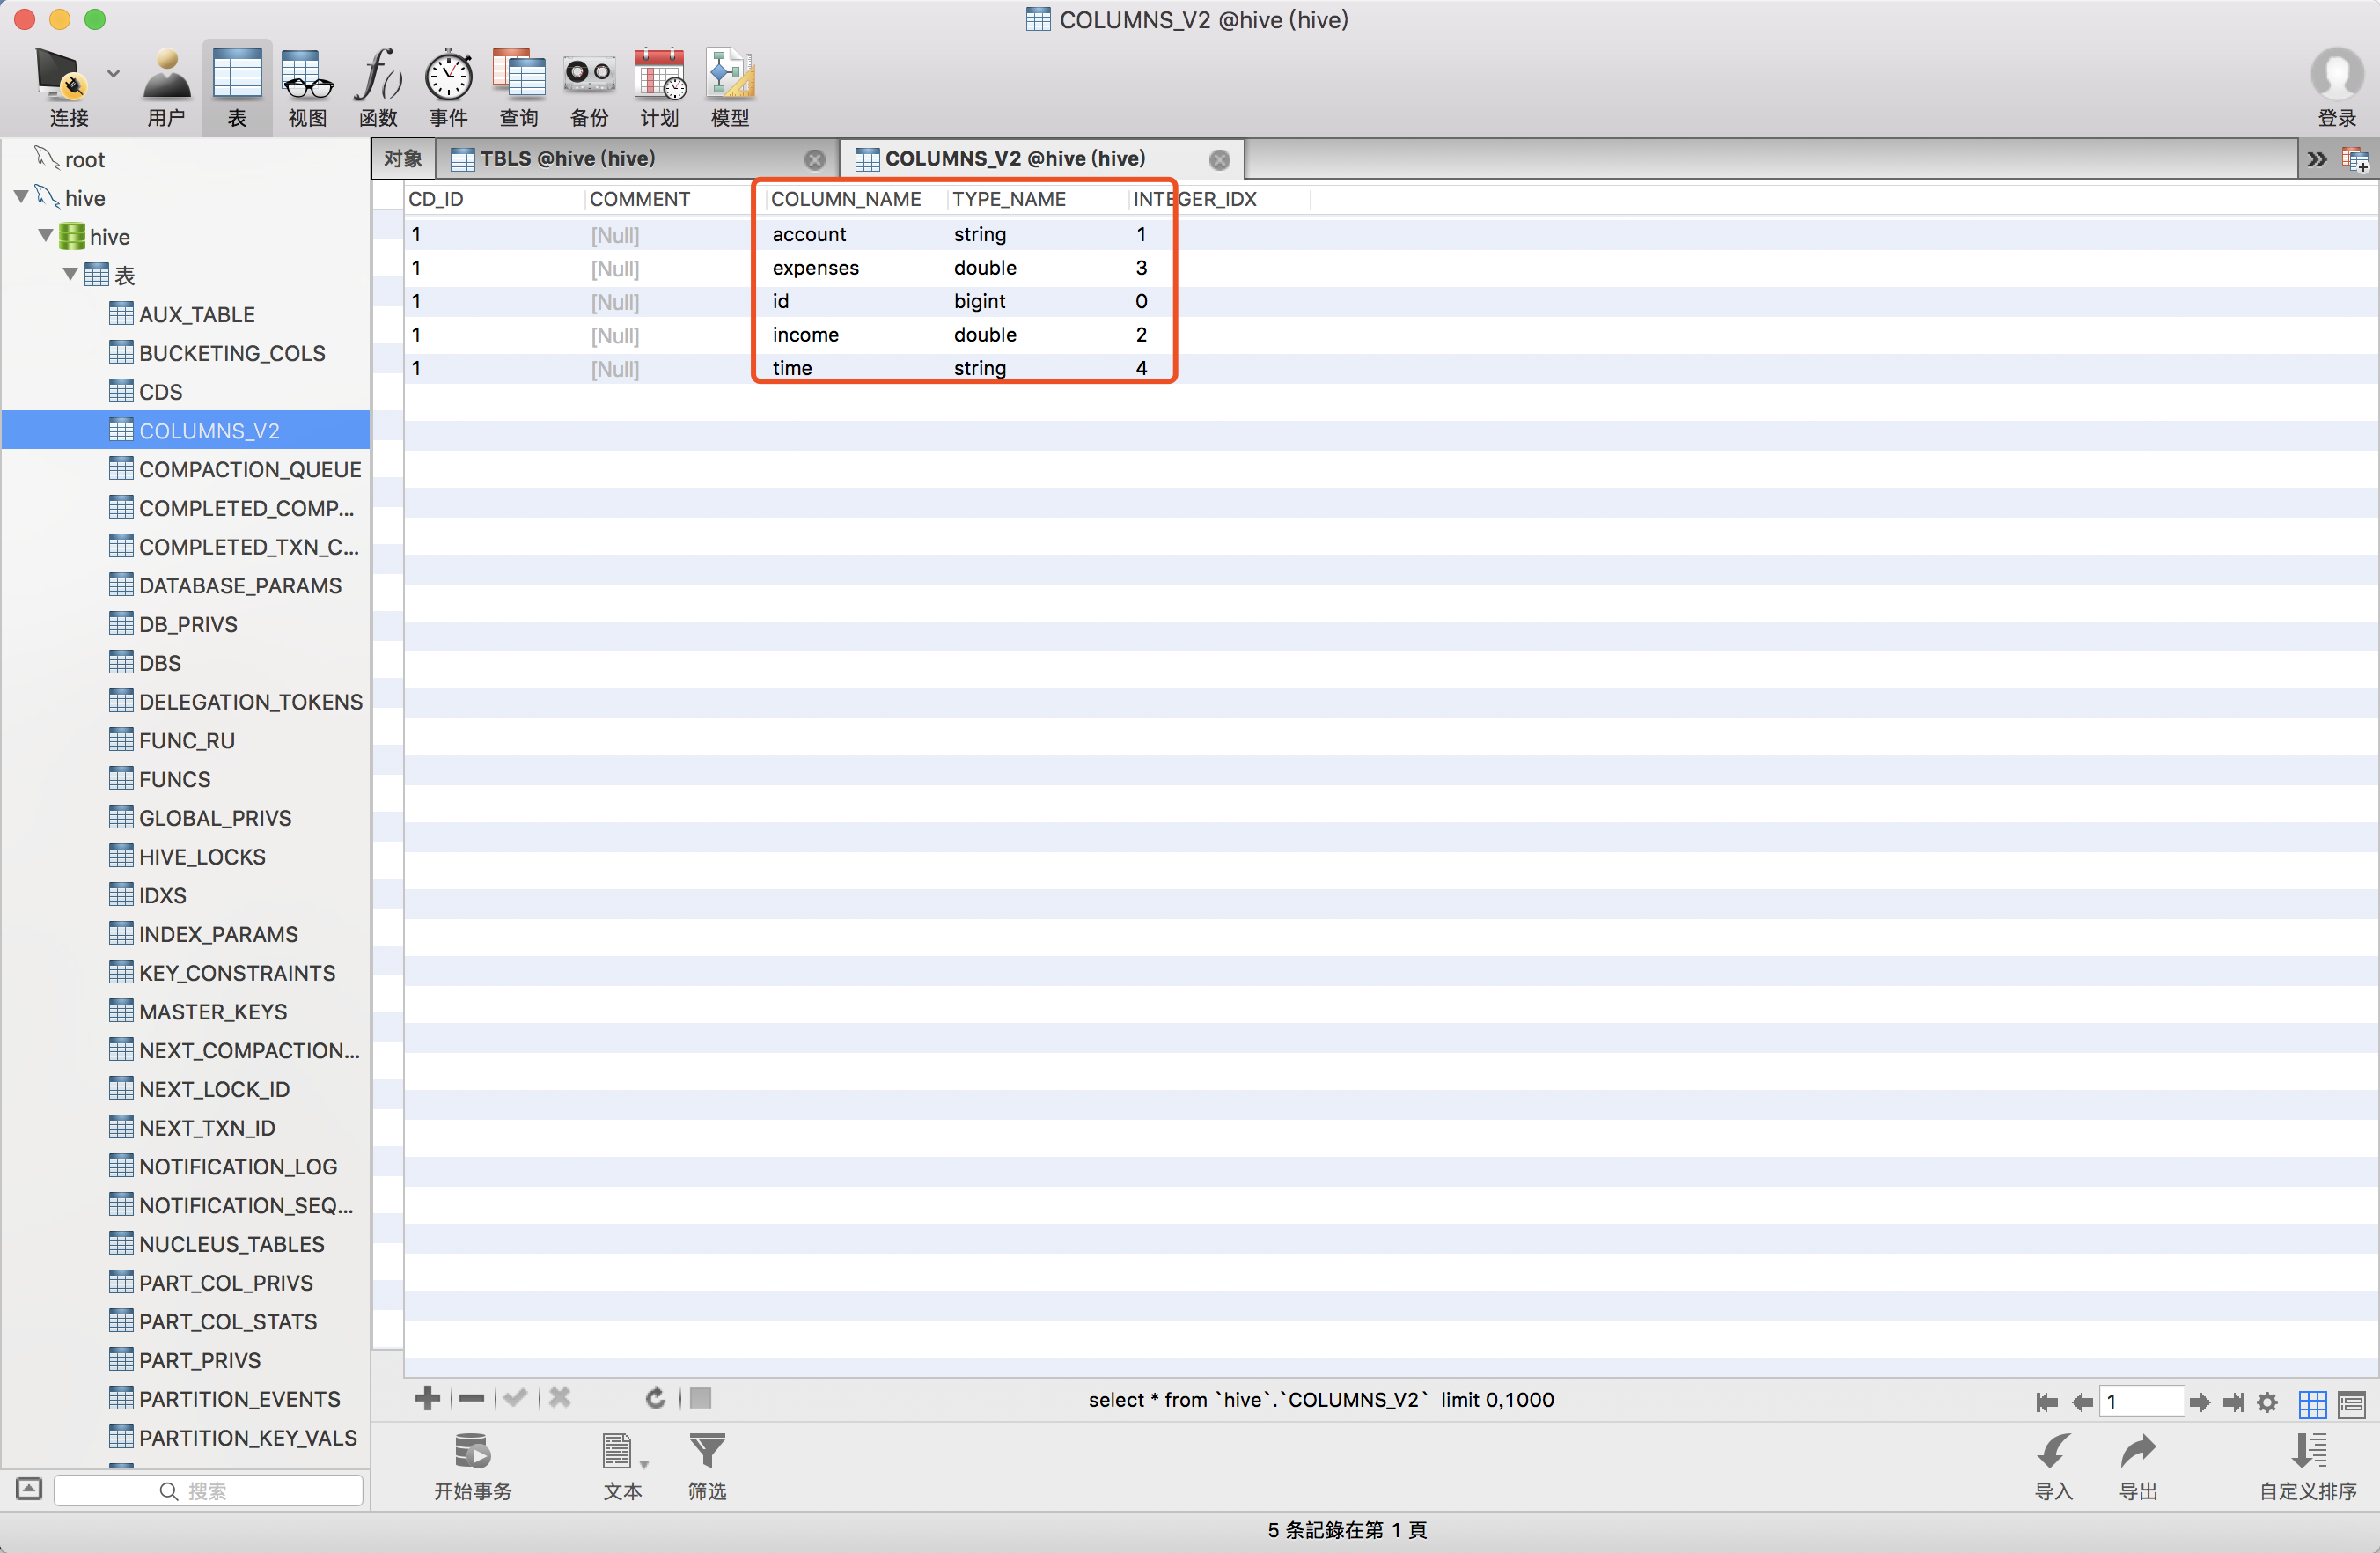 COLUMNS_V2 @hive (hive)
连接 用户 表 视图 函数 事件 查询 备份 计划 模型 登录
对象 TBLS @hive (hive) COLUMNS_V2 @hive (hive)
root
hive
hive
表
AUX_TABLE
BUCKETING_COLS
CDS
COLUMNS_V2
COMPACTION_QUEUE
COMPLETED_COMP...
COMPLETED_TXN_C...
DATABASE_PARAMS
DB_PRIVS
DBS
DELEGATION_TOKENS
FUNC_RU
FUNCS
GLOBAL_PRIVS
HIVE_LOCKS
IDXS
INDEX_PARAMS
KEY_CONSTRAINTS
MASTER_KEYS
NEXT_COMPACTION...
NEXT_LOCK_ID
NEXT_TXN_ID
NOTIFICATION_LOG
NOTIFICATION_SEQ...
NUCLEUS_TABLES
PART_COL_PRIVS
PART_COL_STATS
PART_PRIVS
PARTITION_EVENTS
PARTITION_KEY_VALS
搜索
CD_ID COMMENT COLUMN_NAME TYPE_NAME INTEGER_IDX
1 [Null] account string 1
1 [Null] expenses double 3
1 [Null] id bigint 0
1 [Null] income double 2
1 [Null] time string 4
select * from `hive`.`COLUMNS_V2` limit 0,1000
1
开始事务 文本 筛选 导入 导出 自定义排序
5 条記錄在第 1 頁